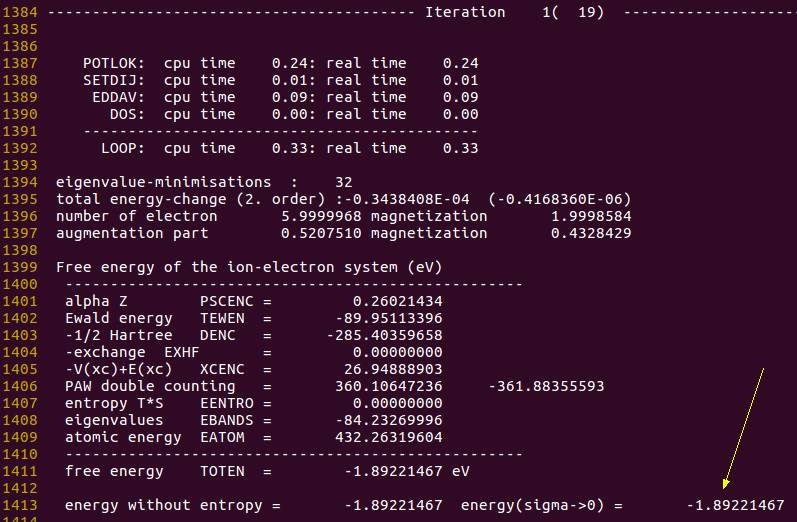 1384 ----------------------------------------- Iteration    1(  19)  -------------------
1385
1386
1387     POTLOK:  cpu time    0.24: real time    0.24
1388     SETDIJ:  cpu time    0.01: real time    0.01
1389      EDDAV:  cpu time    0.09: real time    0.09
1390        DOS:  cpu time    0.00: real time    0.00
1391     --------------------------------------------
1392       LOOP:  cpu time    0.33: real time    0.33
1393
1394  eigenvalue-minimisations  :    32
1395  total energy-change (2. order) :-0.3438408E-04  (-0.4168360E-06)
1396  number of electron       5.9999968 magnetization       1.9998584
1397  augmentation part        0.5207510 magnetization       0.4328429
1398
1399  Free energy of the ion-electron system (eV)
1400   ---------------------------------------------------
1401   alpha Z        PSCENC =         0.26021434
1402   Ewald energy   TEWEN  =       -89.95113396
1403   -1/2 Hartree   DENC   =      -285.40359658
1404   -exchange  EXHF       =         0.00000000
1405   -V(xc)+E(xc)   XCENC  =        26.94888903
1406   PAW double counting   =       360.10647236     -361.88355593
1407   entropy T*S    EENTRO =         0.00000000
1408   eigenvalues    EBANDS =       -84.23269996
1409   atomic energy  EATOM  =       432.26319604
1410   ---------------------------------------------------
1411   free energy    TOTEN  =        -1.89221467 eV
1412
1413   energy without entropy =       -1.89221467  energy(sigma->0) =       -1.89221467